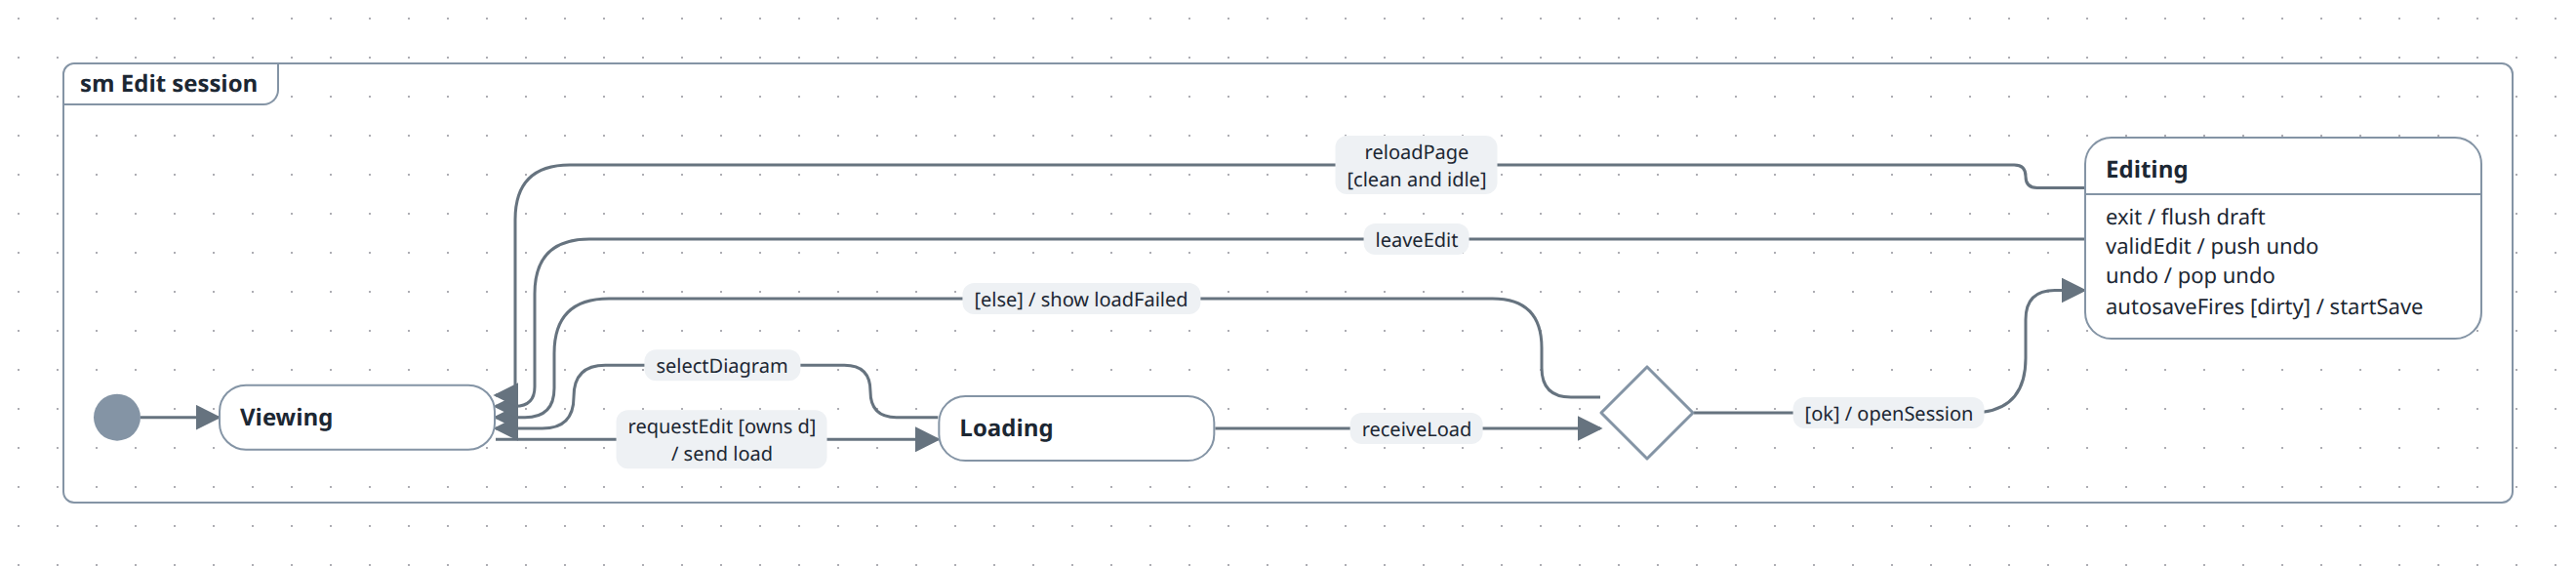 sm Edit session
reloadPage
[clean and idle]
Editing
exit / flush draft
validEdit / push undo
undo / pop undo
autosaveFires [dirty] / startSave
leaveEdit
[else] / show loadFailed
selectDiagram
Viewing
requestEdit [owns d]
/ send load
Loading
receiveLoad
[ok] / openSession